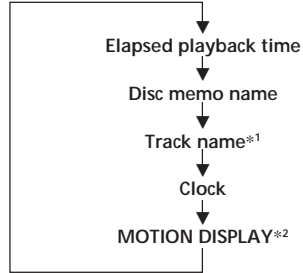 Elapsed playback time
Disc memo name
Track name*1
Clock
MOTION DISPLAY*2